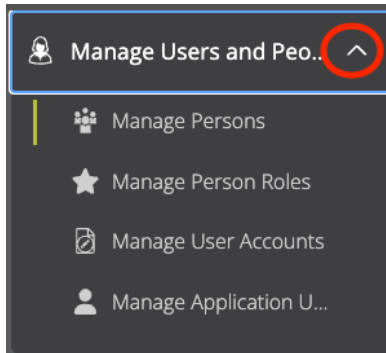 Manage Users and Peo..
Manage Persons
Manage Person Roles
Manage User Accounts
Manage Application U...